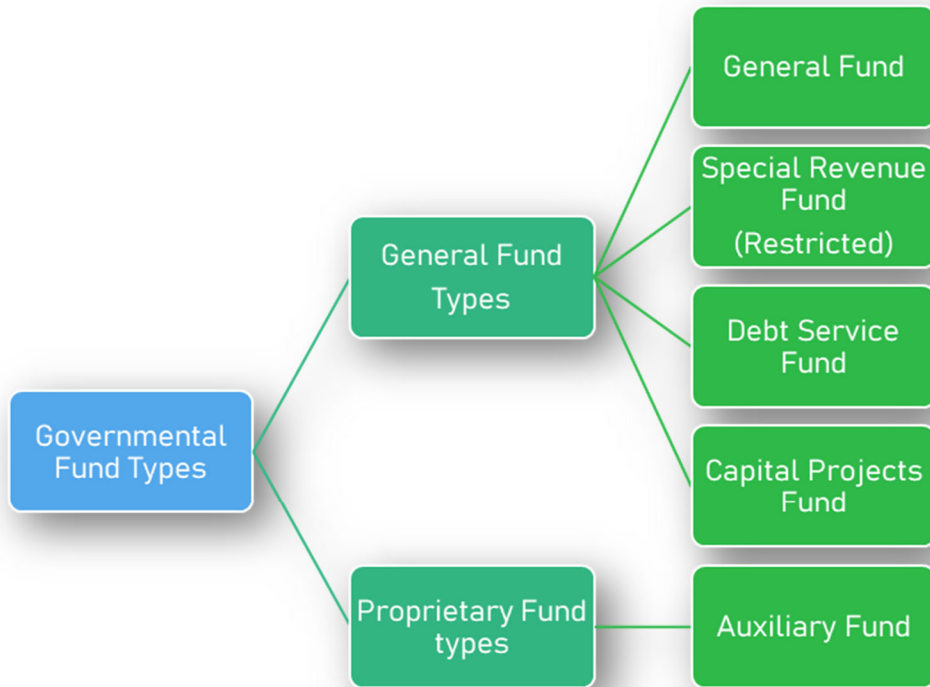 Governmental
Fund Types
General Fund
Types
Proprietary Fund
types
General Fund
Special Revenue
Fund
(Restricted)
Debt Service
Fund
Capital Projects
Fund
Auxiliary Fund